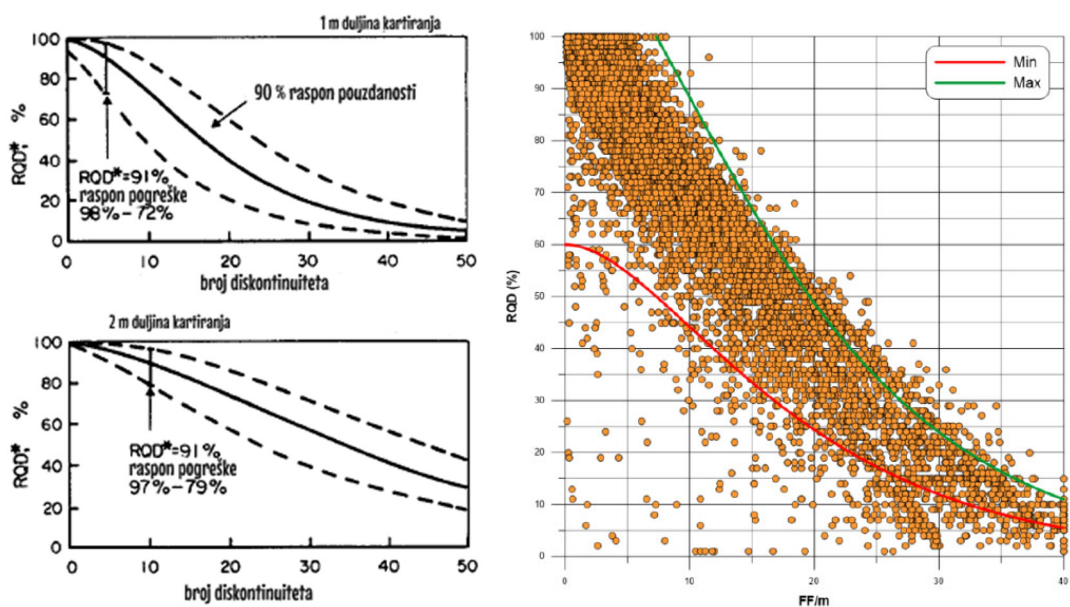 1 m duljina kartiranja
100
80
60
40
20
0
RQD*, %
90 % raspon pouzdanosti
RQD*=91%
raspon pogreške
98%-72%
0 10 20 30 40 50
broj diskontinuiteta
2 m duljina kartiranja
100
80
60
40
20
0
RQD*, %
RQD*=91%
raspon pogreške
97%-79%
0 10 20 30 40 50
broj diskontinuiteta
Min
Max
100
90
80
70
60
50
40
30
20
10
0
RQD (%)
0 10 20 30 40
FF/m